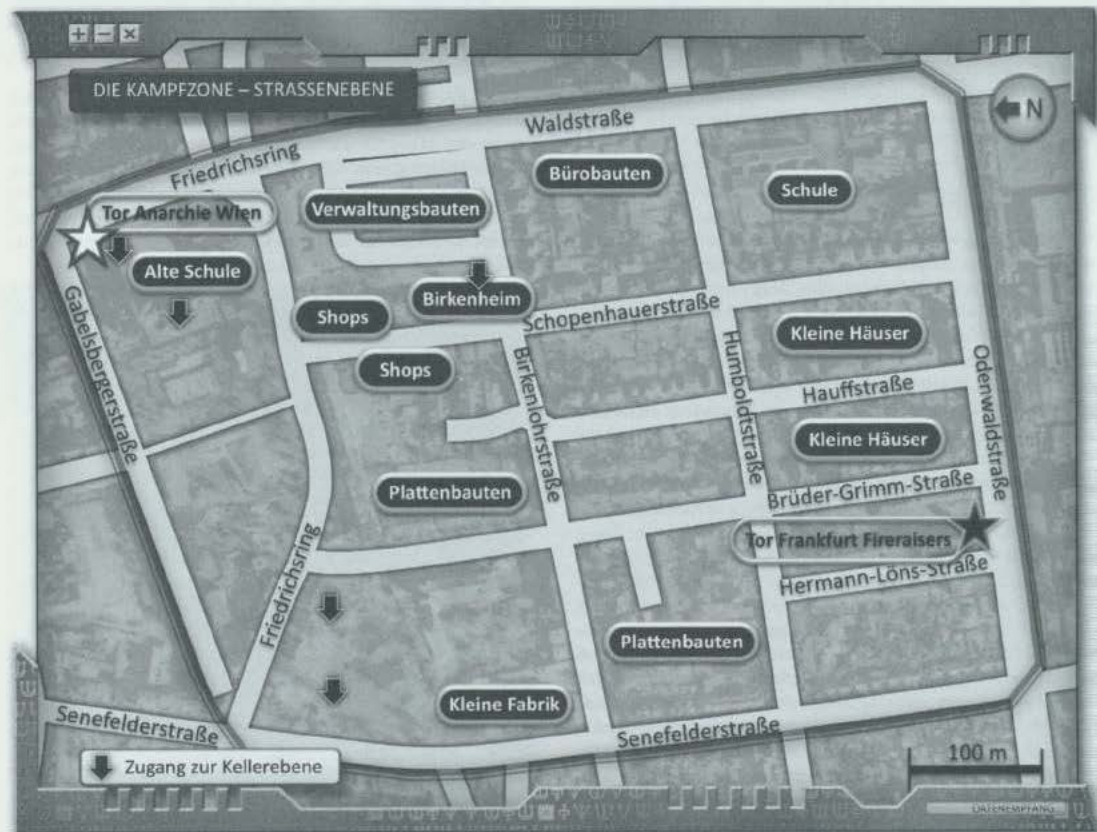 DIE KAMPFZONE – STRASSENEBENE
N
Waldstraße
Friedrichsring
Bürobauten
Schule
Verwaltungsbauten
Tor Anarchie Wien
Alte Schule
Birkenheim
Shops
Schopenhauerstraße
Kleine Häuser
Gabelsbergerstraße
Shops
Birkenlohrstraße
Humboldtstraße
Hauffstraße
Odenwaldstraße
Kleine Häuser
Plattenbauten
Brüder-Grimm-Straße
Tor Frankfurt Fireraisers
Friedrichsring
Hermann-Löns-Straße
Plattenbauten
Kleine Fabrik
Senefelderstraße
Senefelderstraße
100 m
Zugang zur Kellerebene
DATENEMPFANG